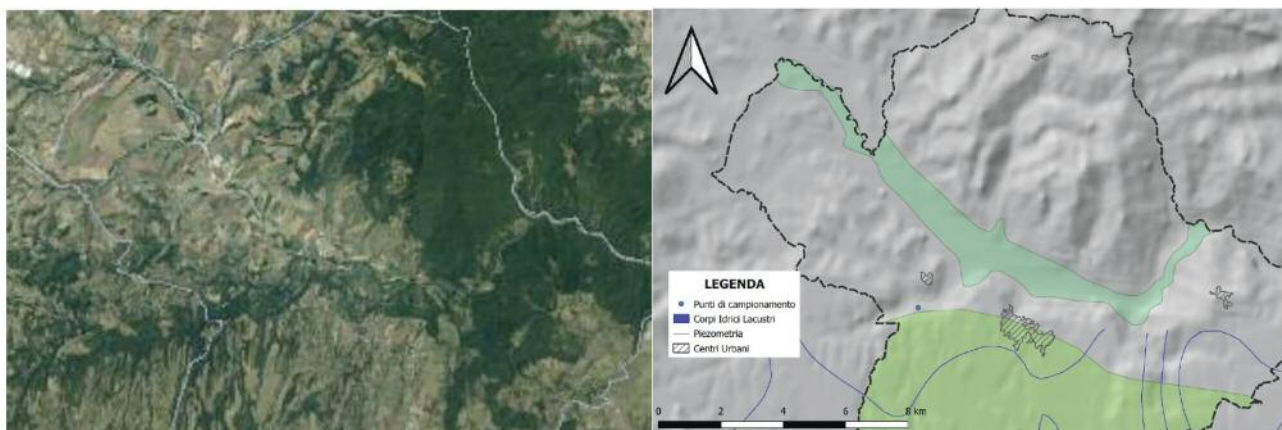 LEGENDA
Punti di campionamento
Corpi Idrici Lacustri
Piezometria
Centri Urbani
0 2 4 6 8 km